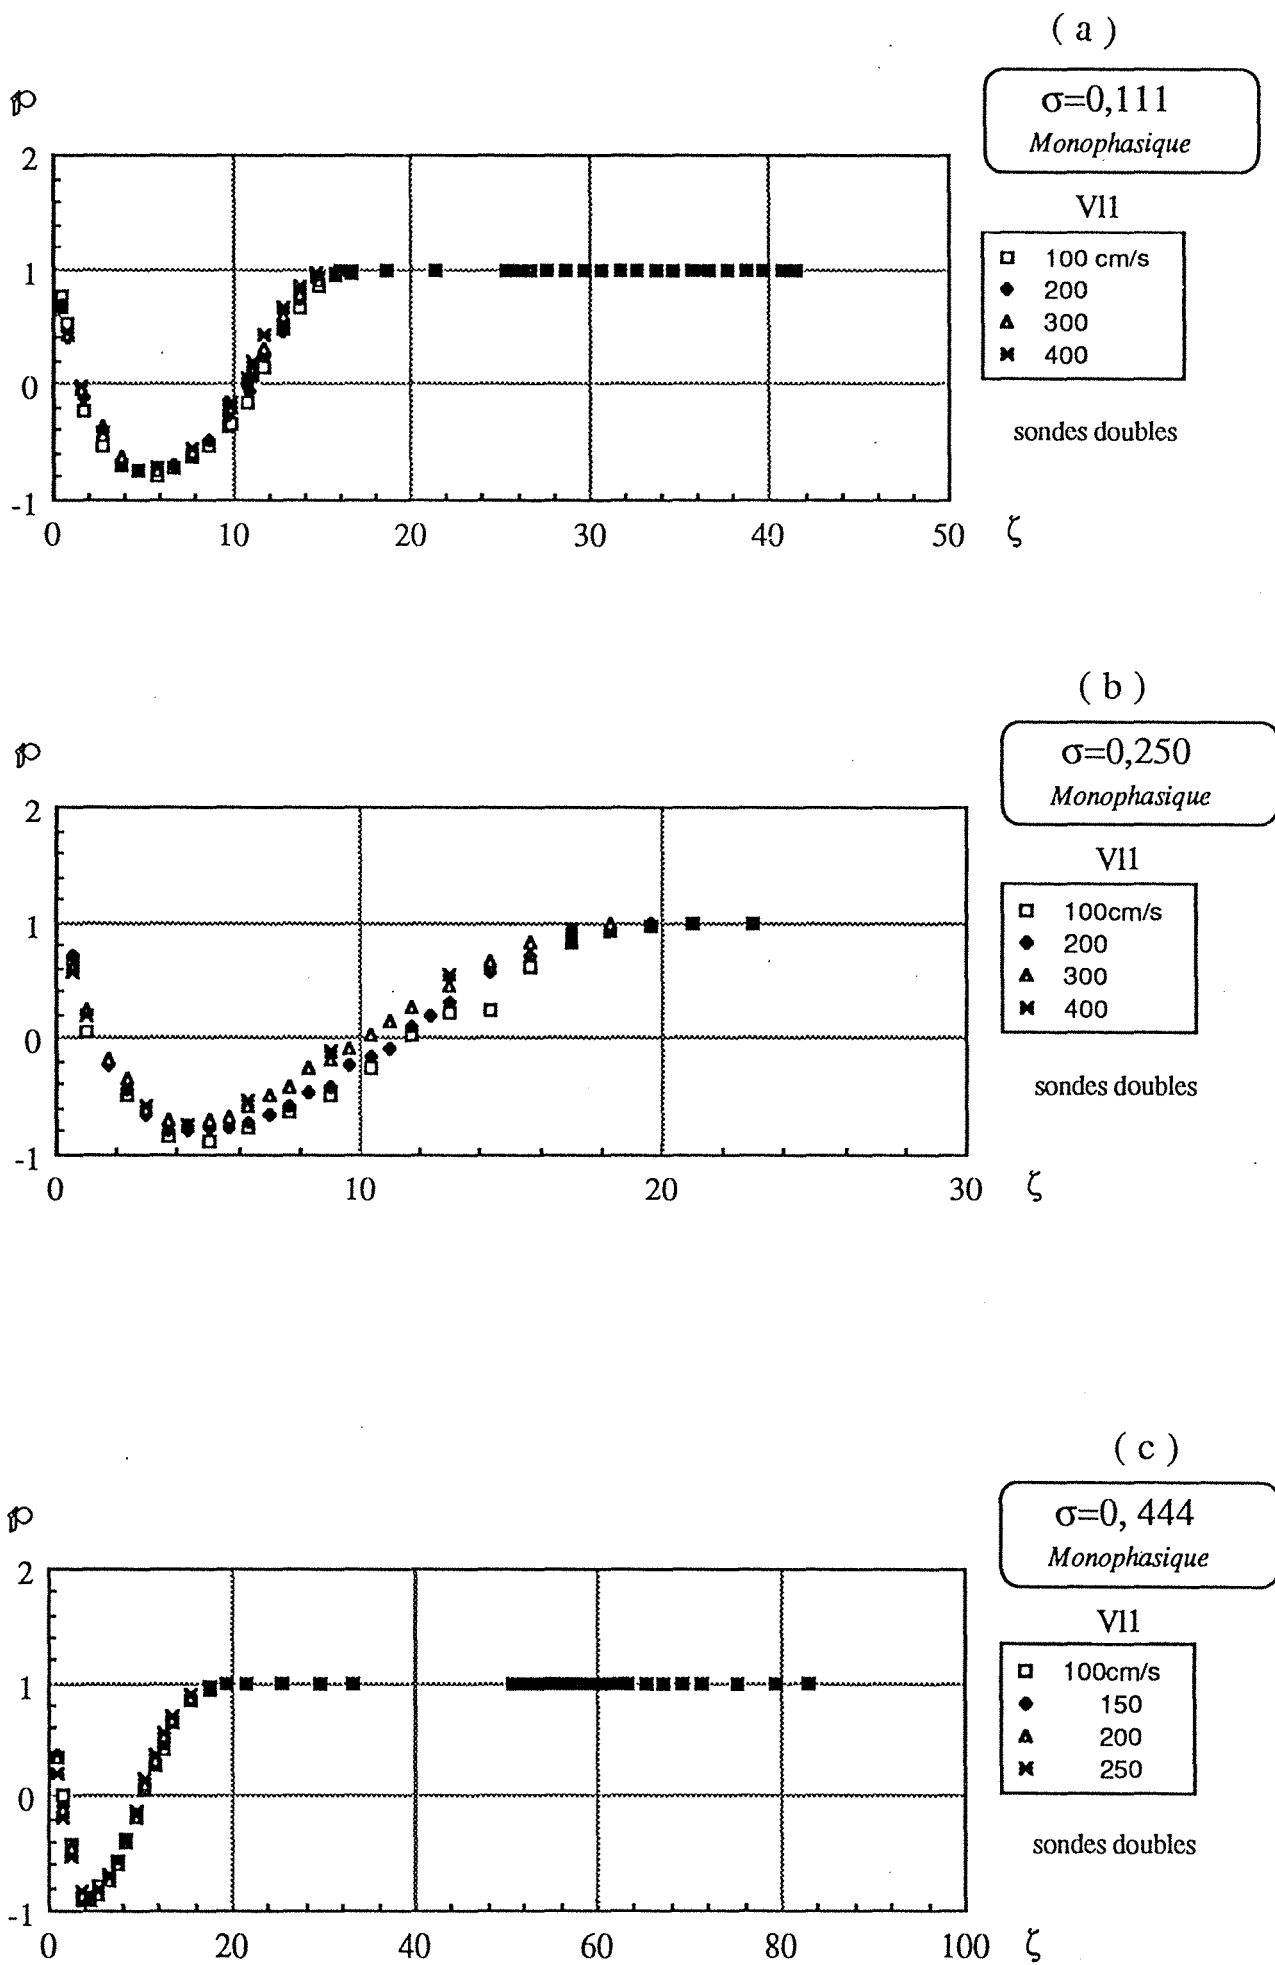 ( a )
σ=0,111
Monophasique
℘
Vl1
100 cm/s
200
300
400
sondes doubles
2
1
0
-1
0 10 20 30 40 50 ζ
( b )
σ=0,250
Monophasique
℘
Vl1
100cm/s
200
300
400
sondes doubles
2
1
0
-1
0 10 20 30 ζ
( c )
σ=0, 444
Monophasique
℘
Vl1
100cm/s
150
200
250
sondes doubles
2
1
0
-1
0 20 40 60 80 100 ζ